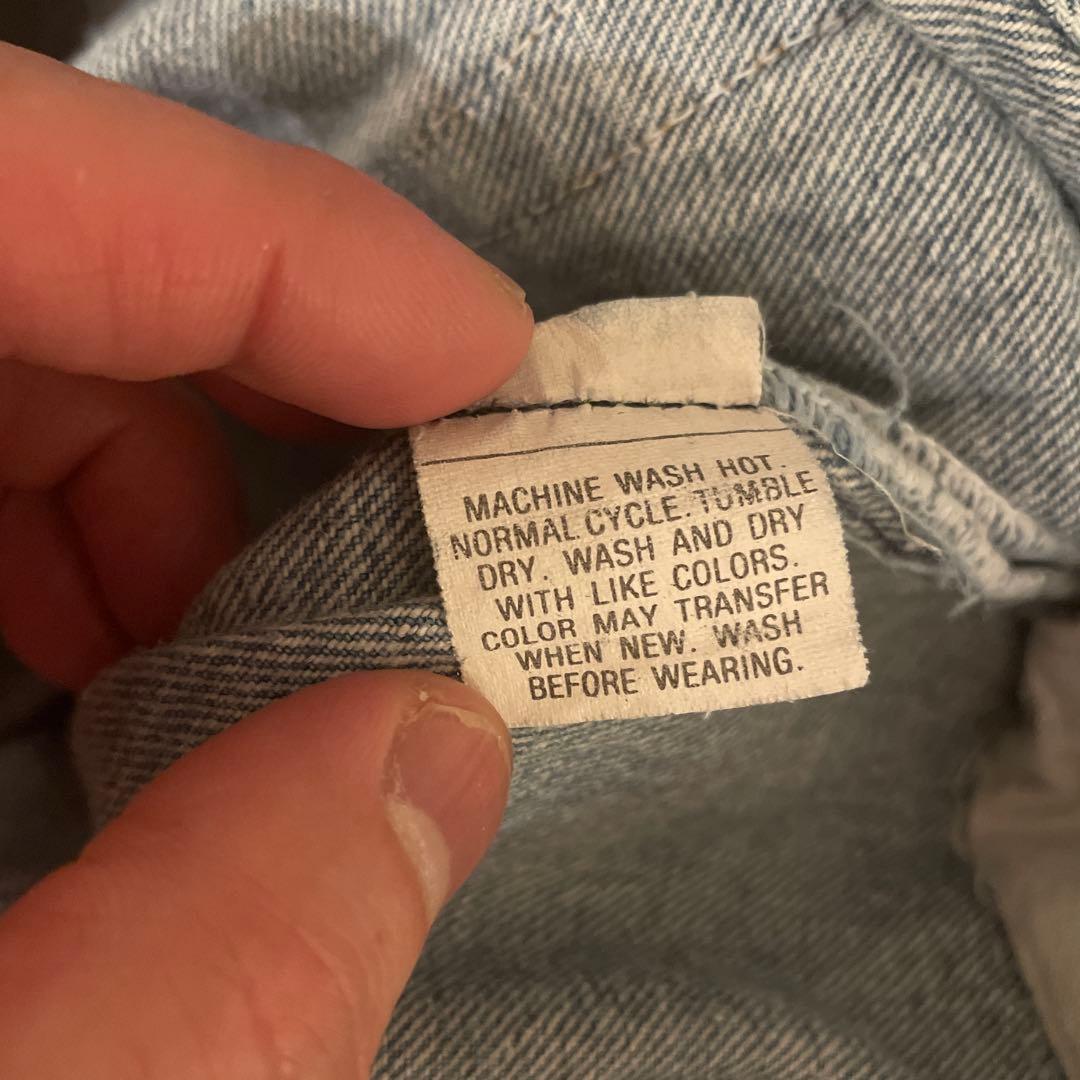 MACHINE WASH HOT.
NORMAL CYCLE. TUMBLE
DRY. WASH AND DRY
WITH LIKE COLORS.
COLOR MAY TRANSFER
WHEN NEW. WASH
BEFORE WEARING.